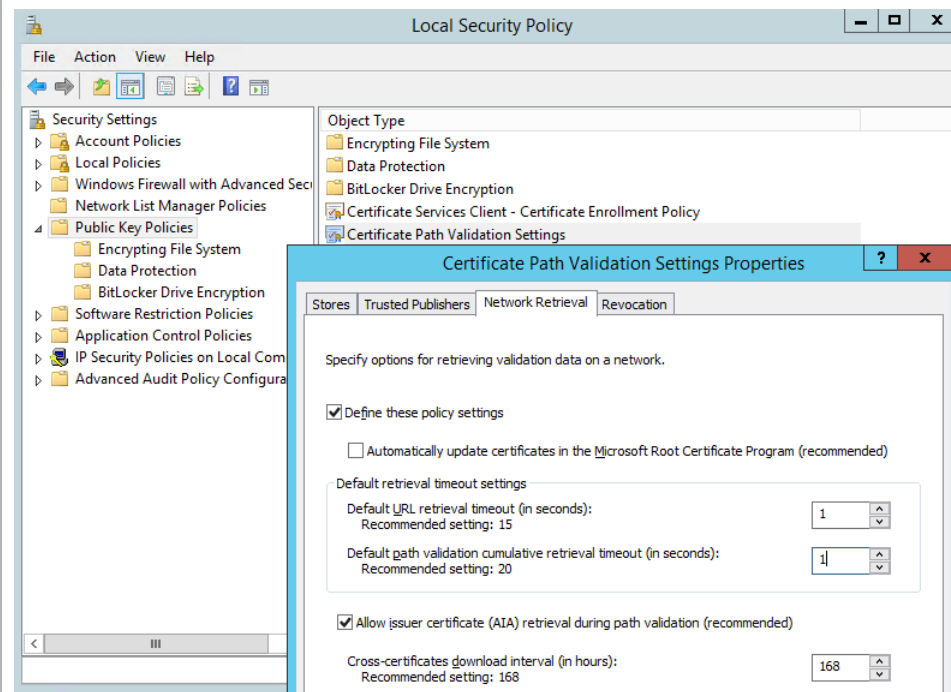 Local Security Policy
File Action View Help
Security Settings
Account Policies
Local Policies
Windows Firewall with Advanced Secu
Network List Manager Policies
Public Key Policies
Encrypting File System
Data Protection
BitLocker Drive Encryption
Software Restriction Policies
Application Control Policies
IP Security Policies on Local Com
Advanced Audit Policy Configura
Object Type
Encrypting File System
Data Protection
BitLocker Drive Encryption
Certificate Services Client - Certificate Enrollment Policy
Certificate Path Validation Settings
Certificate Path Validation Settings Properties
? x
Stores Trusted Publishers Network Retrieval Revocation
Specify options for retrieving validation data on a network.
Define these policy settings
Automatically update certificates in the Microsoft Root Certificate Program (recommended)
Default retrieval timeout settings
Default URL retrieval timeout (in seconds): 1
Recommended setting: 15
Default path validation cumulative retrieval timeout (in seconds): 1
Recommended setting: 20
Allow issuer certificate (AIA) retrieval during path validation (recommended)
Cross-certificates download interval (in hours): 168
Recommended setting: 168